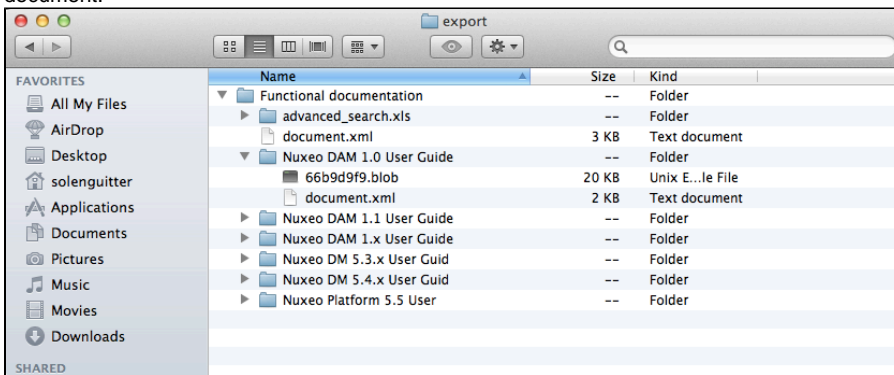 document.
export
FAVORITES
All My Files
AirDrop
Desktop
solenguitter
Applications
Documents
Pictures
Music
Movies
Downloads
SHARED
Name Size Kind
Functional documentation -- Folder
advanced_search.xls -- Folder
document.xml 3 KB Text document
Nuxeo DAM 1.0 User Guide -- Folder
66b9d9f9.blob 20 KB Unix E...le File
document.xml 2 KB Text document
Nuxeo DAM 1.1 User Guide -- Folder
Nuxeo DAM 1.x User Guide -- Folder
Nuxeo DM 5.3.x User Guid -- Folder
Nuxeo DM 5.4.x User Guid -- Folder
Nuxeo Platform 5.5 User -- Folder